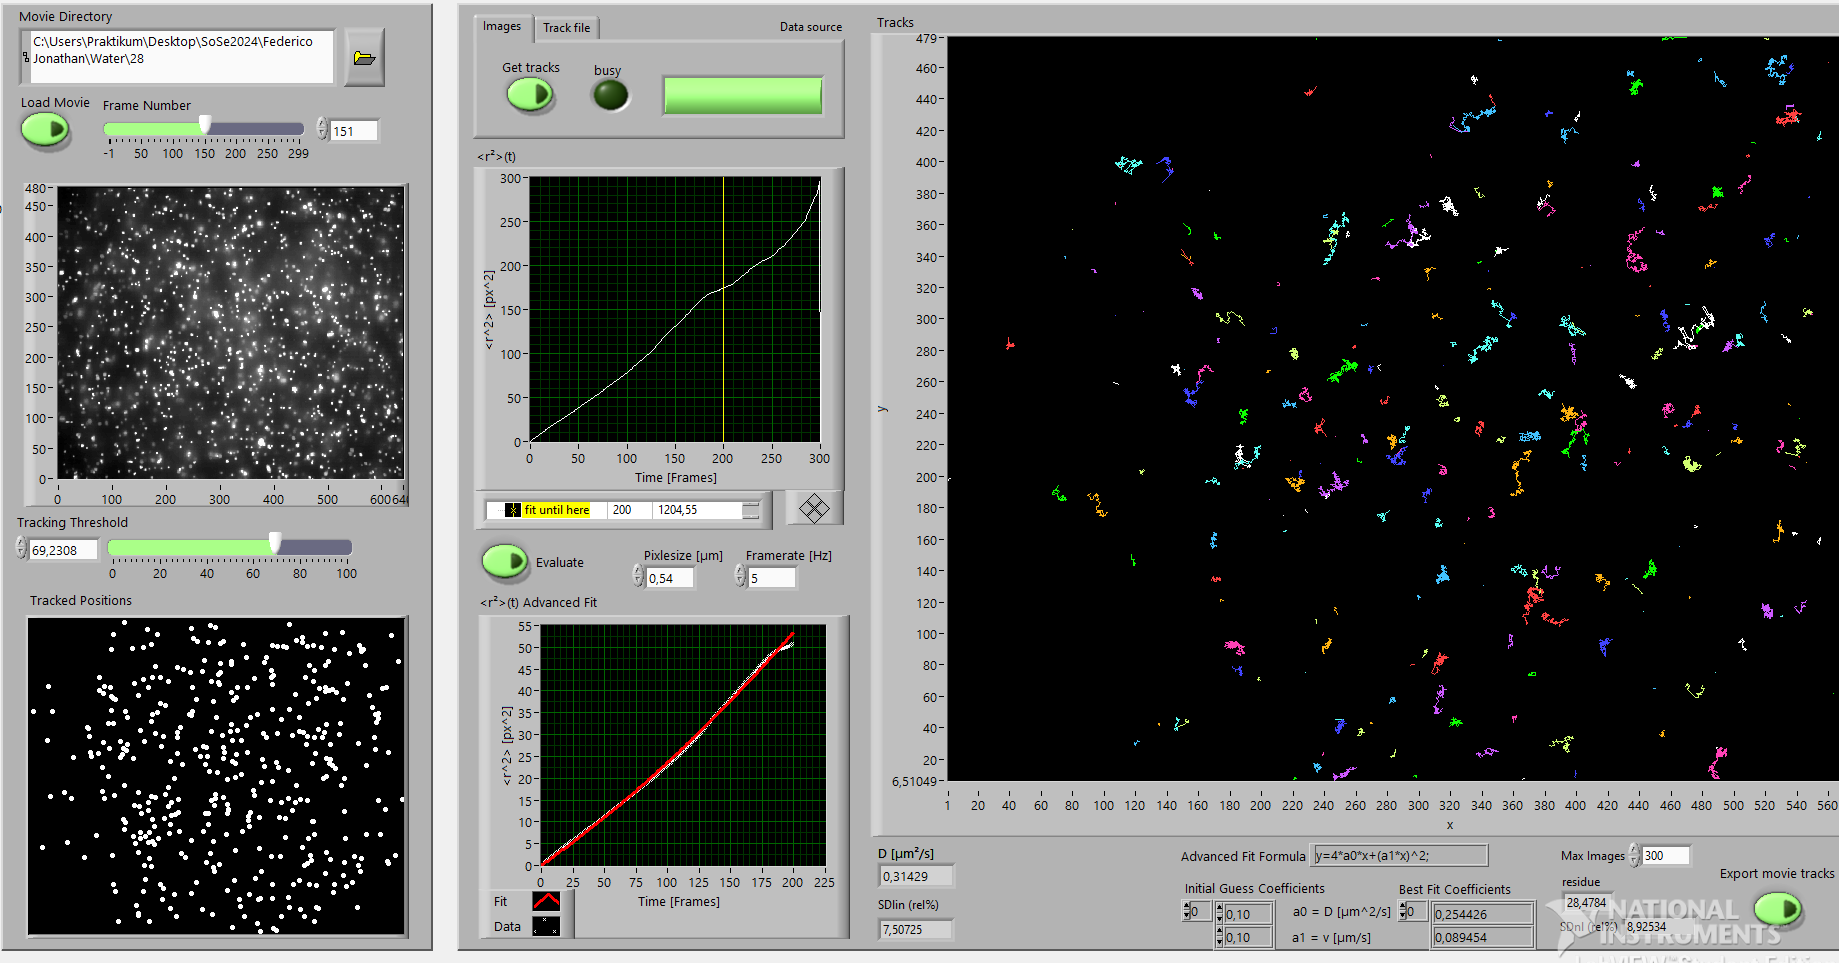 Movie Directory
C:\Users\Praktikum\Desktop\SoSe2024\Federico
Jonathan\Water\28
Load Movie
Frame Number
151
-1 50 100 150 200 250 299
480
450
400
350
300
250
200
150
100
50
0
0 100 200 300 400 500 600 640
Tracking Threshold
69,2308
0 20 40 60 80 100
Tracked Positions
Images
Track file
Data source
Get tracks
busy
<r²>(t)
300
250
200
150
100
50
0
<r^2> [px^2]
0 50 100 150 200 250 300
Time [Frames]
fit until here 200 1204,55
Evaluate
Pixlesize [µm]
0,54
Framerate [Hz]
5
<r²>(t) Advanced Fit
55
50
45
40
35
30
25
20
15
10
5
0
<r^2> [px^2]
0 25 50 75 100 125 150 175 200 225
Time [Frames]
Fit
Data
Tracks
479
460
440
420
400
380
360
340
320
300
280
260
240
220
200
180
160
140
120
100
80
60
40
20
6,51049
y
1 20 40 60 80 100 120 140 160 180 200 220 240 260 280 300 320 340 360 380 400 420 440 460 480 500 520 540 560
x
D [µm²/s]
0,31429
SDlin (rel%)
7,50725
Advanced Fit Formula
y=4*a0*x+(a1*x)^2;
Initial Guess Coefficients
0
0,10
0,10
a0 = D [µm^2/s]
a1 = v [µm/s]
Best Fit Coefficients
0
0,254426
0,089454
Max Images
300
residue
28,4784
SDnl (rel%)
8,92534
Export movie tracks
NATIONAL
INSTRUMENTS